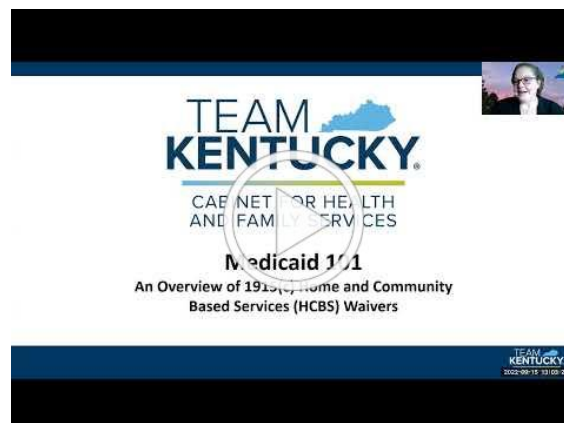 TEAM
KENTUCKY®
CABINET FOR HEALTH
AND FAMILY SERVICES
Medicaid 101
An Overview of 1915(c) Home and Community
Based Services (HCBS) Waivers
TEAM
KENTUCKY